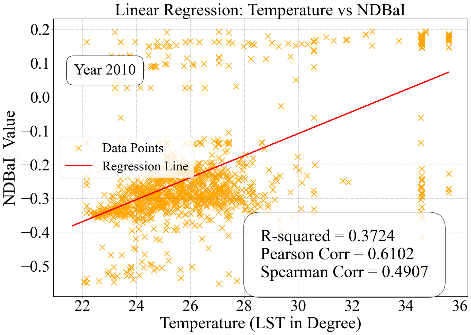 Linear Regression: Temperature vs NDBaI
0.2
0.1
0.0
−0.1
−0.2
−0.3
−0.4
−0.5
NDBaI Value
Year 2010
Data Points
Regression Line
R-squared = 0.3724
Pearson Corr = 0.6102
Spearman Corr = 0.4907
22 24 26 28 30 32 34 36
Temperature (LST in Degree)